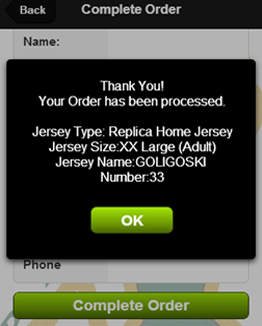 Back
Complete Order
Name:
Thank You!
Your Order has been processed.
Jersey Type: Replica Home Jersey
Jersey Size:XX Large (Adult)
Jersey Name:GOLIGOSKI
Number:33
OK
Phone
Complete Order